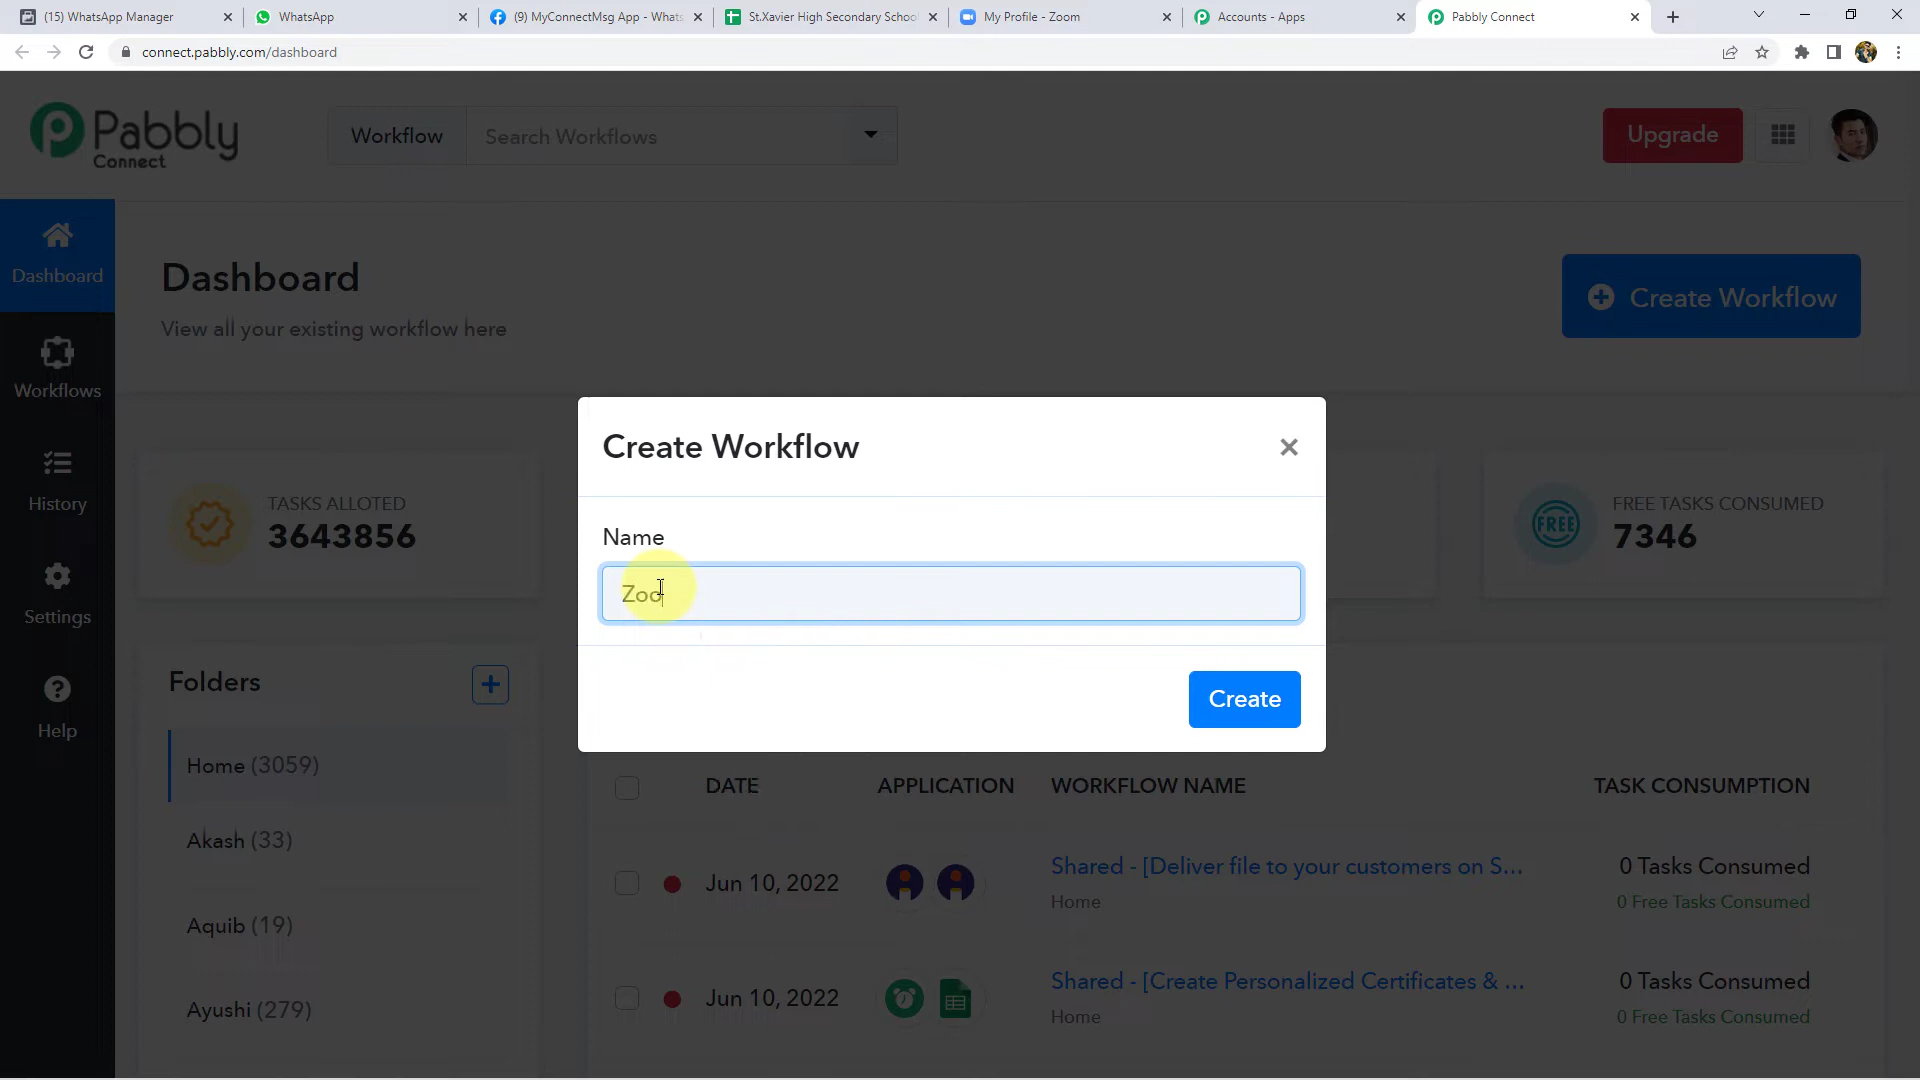 (15) WhatsApp Manager
WhatsApp
(9) MyConnectMsg App - Whats
St.Xavier High Secondary School
My Profile - Zoom
Accounts - Apps
Pabbly Connect
connect.pabbly.com/dashboard
Pabbly
Connect
Workflow
Search Workflows
Upgrade
Dashboard
Workflows
History
Settings
Help
Dashboard
View all your existing workflow here
Create Workflow
TASKS ALLOTED
3643856
FREE TASKS CONSUMED
FREE
7346
Create Workflow
×
Name
Zoo
Create
Folders
+
Home (3059)
Akash (33)
Aquib (19)
Ayushi (279)
DATE
APPLICATION
WORKFLOW NAME
TASK CONSUMPTION
Jun 10, 2022
Shared - [Deliver file to your customers on S...
Home
0 Tasks Consumed
0 Free Tasks Consumed
Jun 10, 2022
Shared - [Create Personalized Certificates & ...
Home
0 Tasks Consumed
0 Free Tasks Consumed